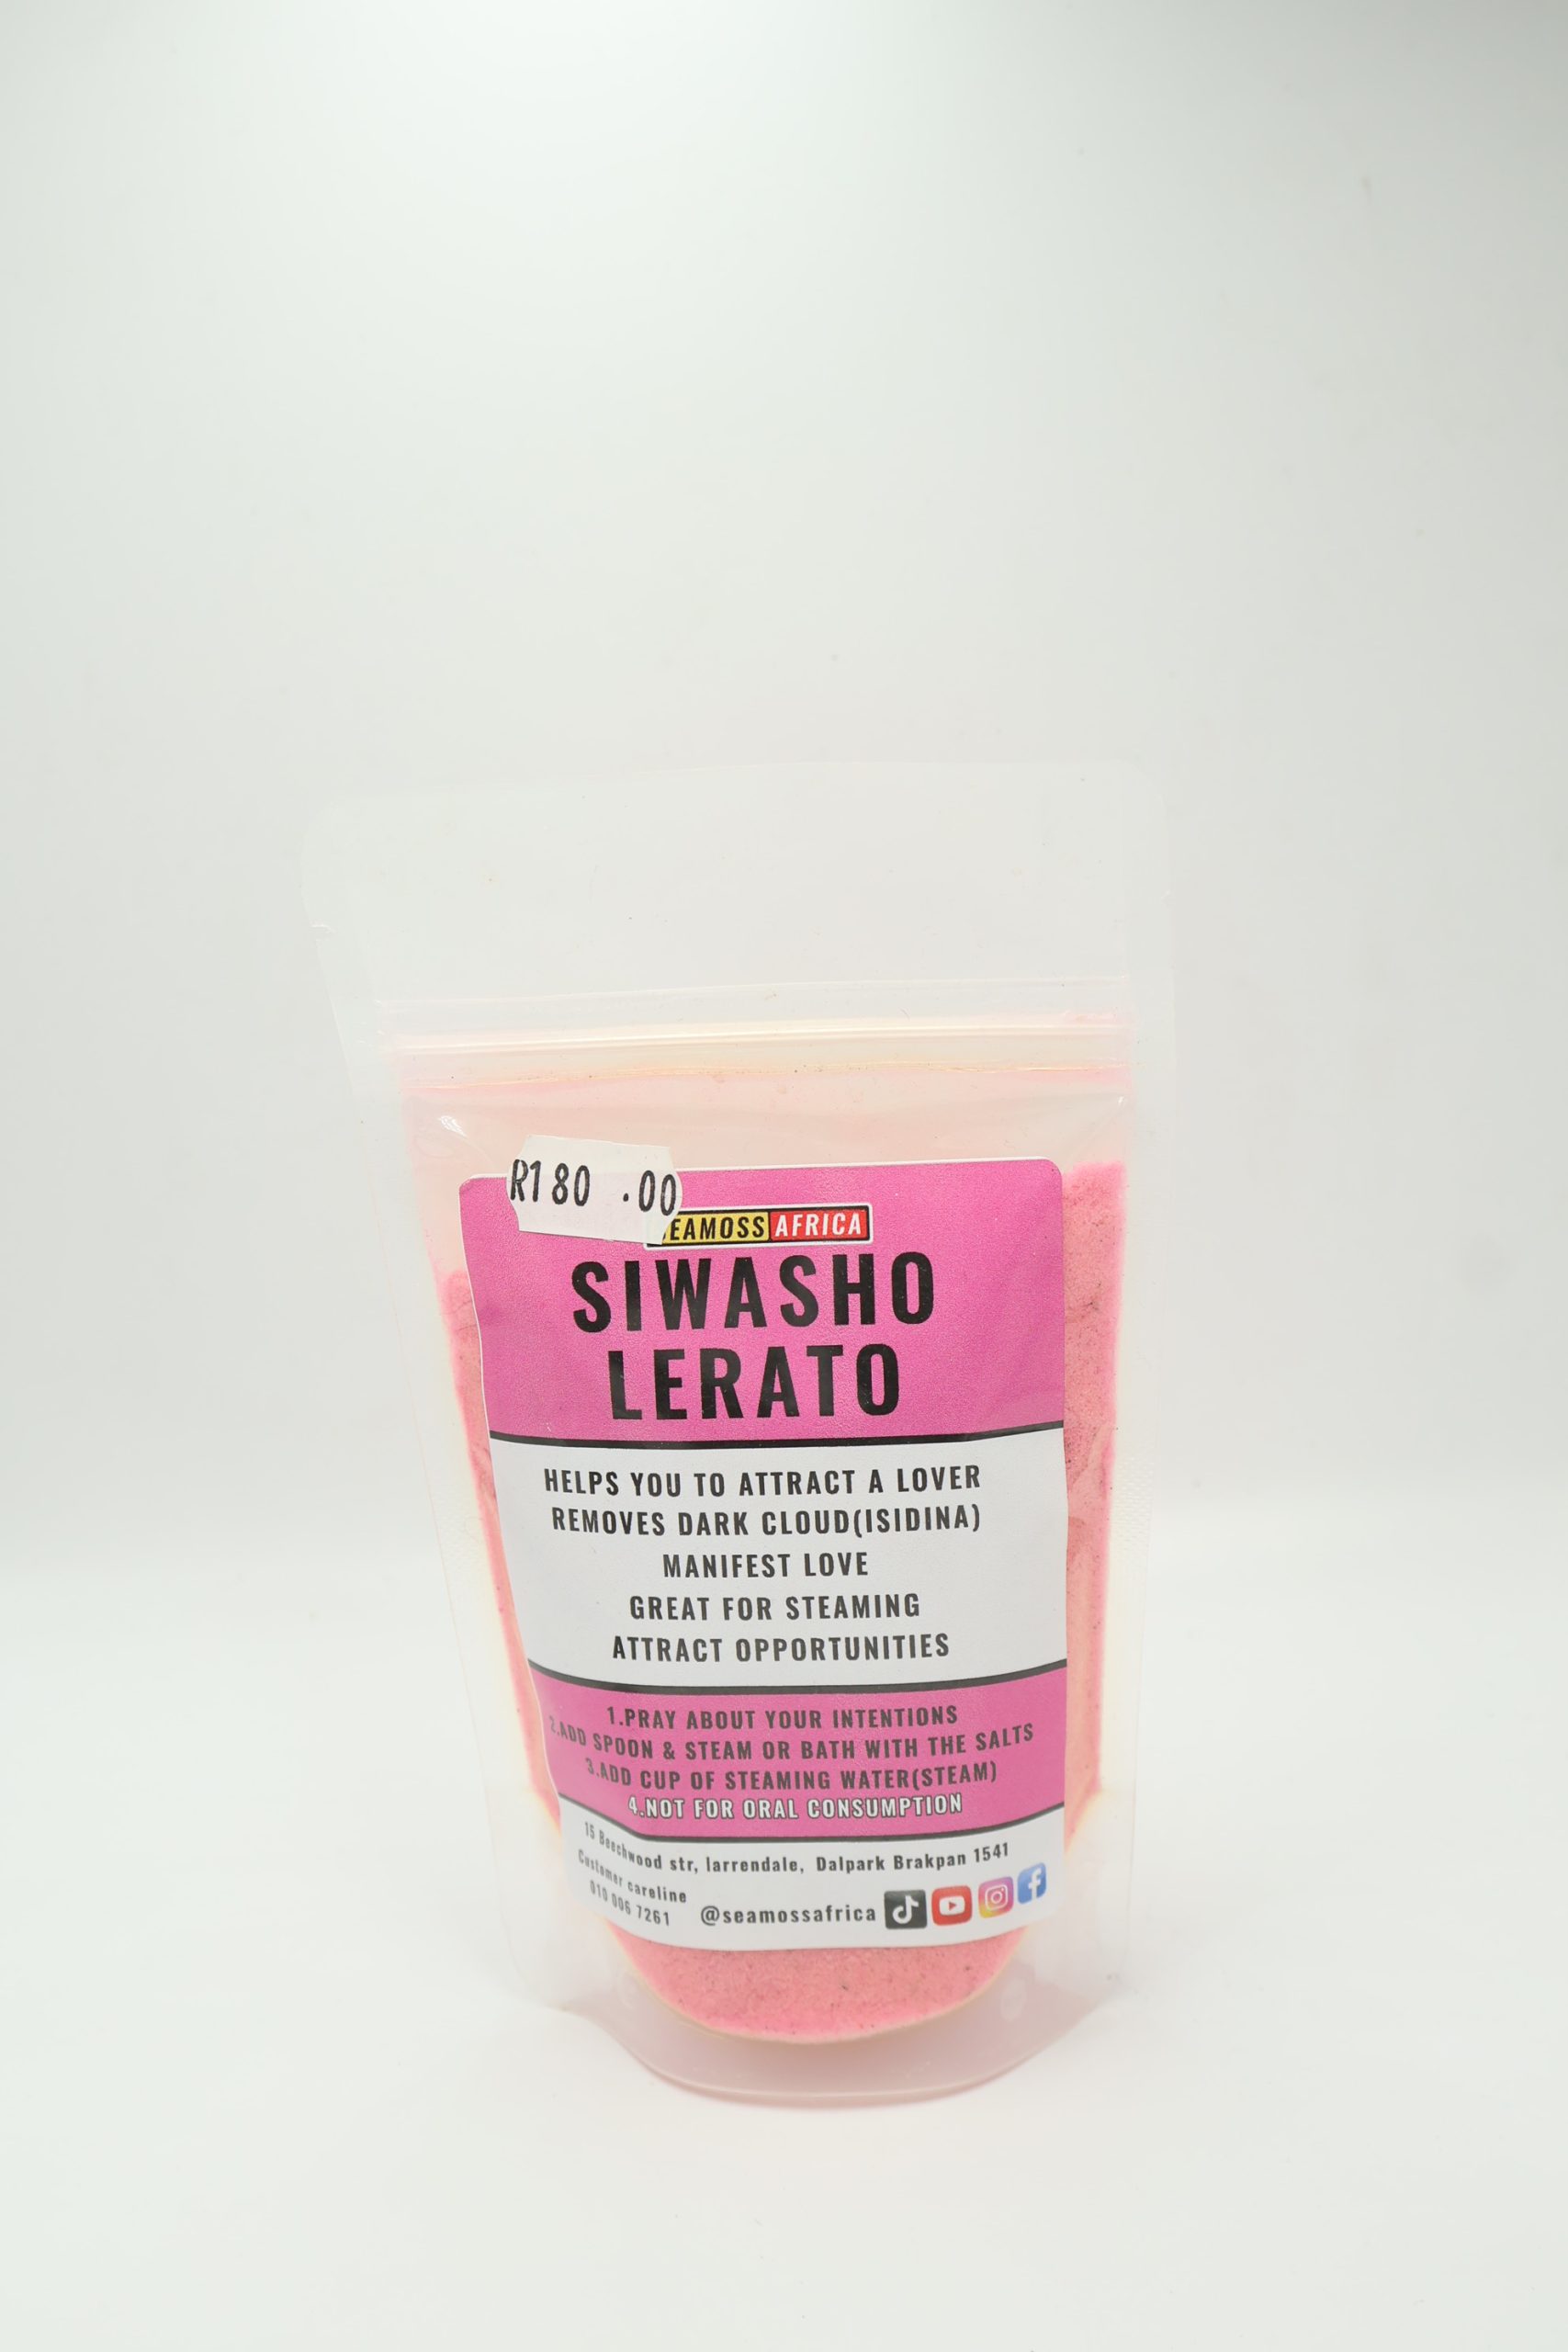 R180 .00
EAMOSS AFRICA
SIWASHO
LERATO
HELPS YOU TO ATTRACT A LOVER
REMOVES DARK CLOUD(ISIDINA)
MANIFEST LOVE
GREAT FOR STEAMING
ATTRACT OPPORTUNITIES
1.PRAY ABOUT YOUR INTENTIONS
2.ADD SPOON & STEAM OR BATH WITH THE SALTS
3.ADD CUP OF STEAMING WATER(STEAM)
4.NOT FOR ORAL CONSUMPTION
15 Beechwood str, larrendale, Dalpark Brakpan 1541
Customer careline
010 006 7261
@seamossafrica